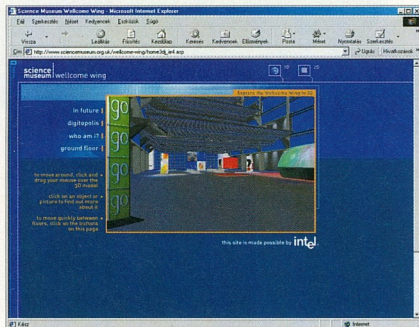 Science Museum Wellcome Wing - Microsoft Internet Explorer
Fájl Szerkesztés Nézet Kedvencek Eszközök Súgó
Vissza Leállítás Frissítés Kezdőlap Keresés Kedvencek Előzmények Posta Méret Nyomtatás Szerkesztés
Cím http://www.sciencemuseum.org.uk/wellcome-wing/home3d_ie4.asp Ugrás Hivatkozások
science
museum wellcome wing
3D 2D
Explore the Wellcome Wing in 3D
in future
digitopolis
who am i?
ground floor
go
go
go
go
go
to move around, click and
drag your mouse over the
3D model
click on an object or
picture to find out more
about it
to move quickly between
floors, click on the buttons
on this page
this site is made possible by intel.
Kész Internet